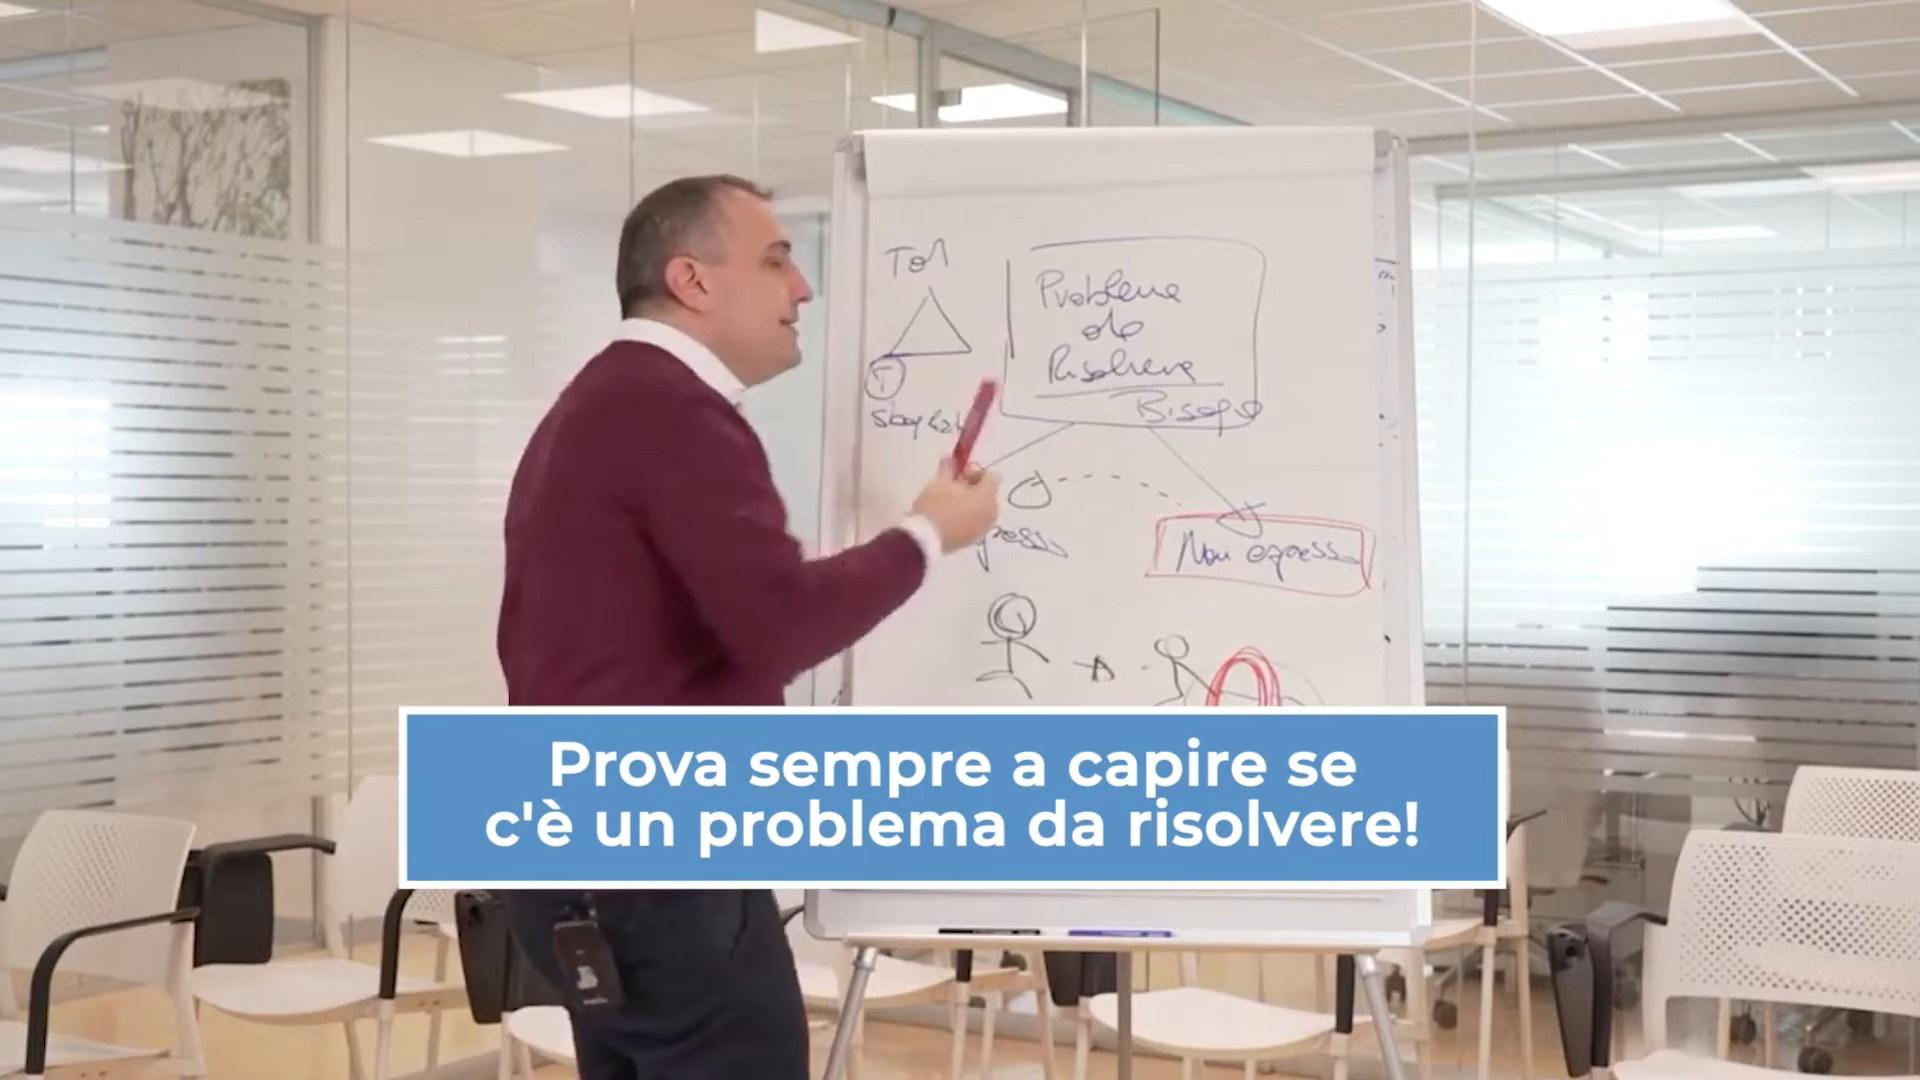 Problema
da
Risolvere
Bisogno
Non espresso
Prova sempre a capire se
c'è un problema da risolvere!